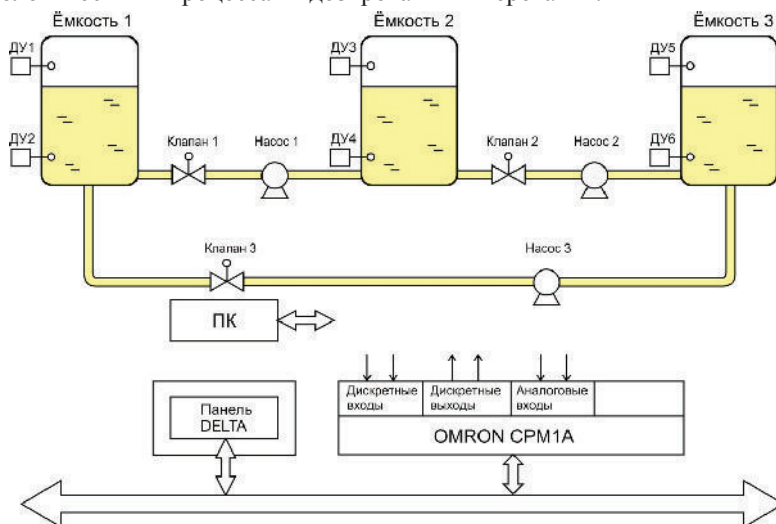 Ёмкость 1
Ёмкость 2
Ёмкость 3
ДУ1
ДУ3
ДУ5
ДУ2
Клапан 1
Насос 1
ДУ4
Клапан 2
Насос 2
ДУ6
Клапан 3
Насос 3
ПК
Панель
DELTA
Дискретные
входы
Дискретные
выходы
Аналоговые
входы
OMRON CPM1A